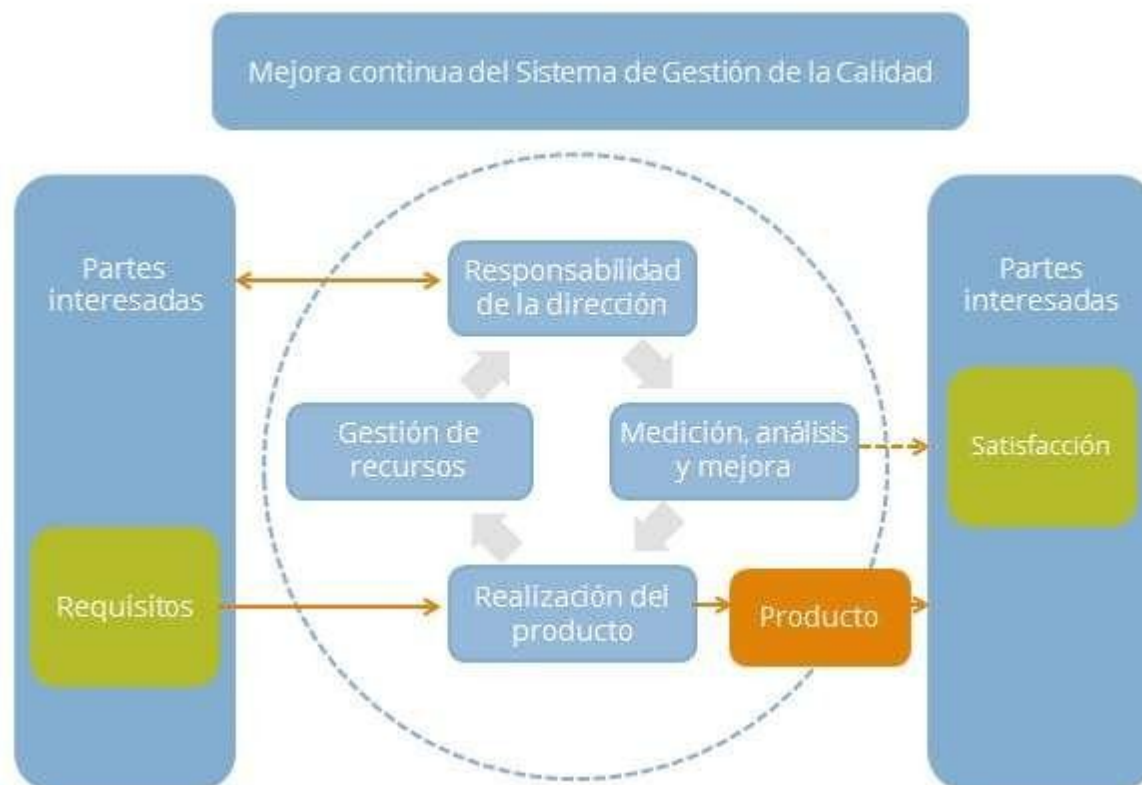 Mejora continua del Sistema de Gestión de la Calidad
Partes
interesadas
Responsabilidad
de la dirección
Partes
interesadas
Gestión de
recursos
Medición, análisis
y mejora
Satisfacción
Requisitos
Realización del
producto
Producto